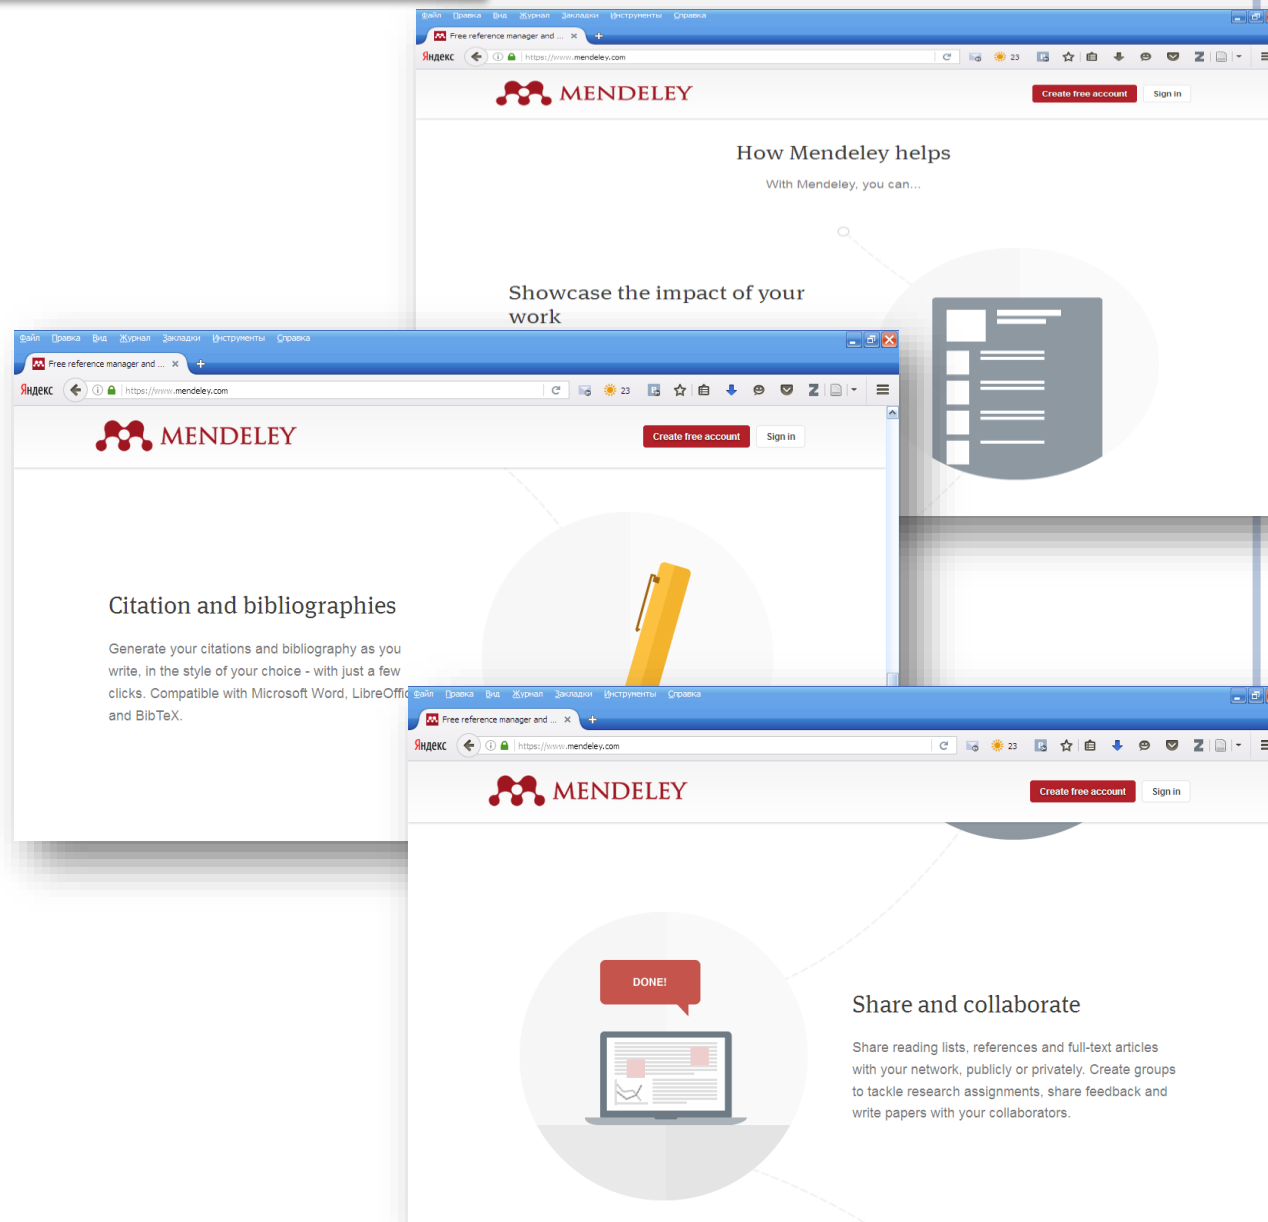 Файл Правка Вид Журнал Закладки Инструменты Справка
Free reference manager and ...
Яндекс https://www.mendeley.com 23
MENDELEY Create free account Sign in
How Mendeley helps
With Mendeley, you can...
Showcase the impact of your
work
Файл Правка Вид Журнал Закладки Инструменты Справка
Free reference manager and ...
Яндекс https://www.mendeley.com 23
MENDELEY Create free account Sign in
Citation and bibliographies
Generate your citations and bibliography as you
write, in the style of your choice - with just a few
clicks. Compatible with Microsoft Word, LibreOffic
and BibTeX.
Файл Правка Вид Журнал Закладки Инструменты Справка
Free reference manager and ...
Яндекс https://www.mendeley.com 23
MENDELEY Create free account Sign in
DONE!
Share and collaborate
Share reading lists, references and full-text articles
with your network, publicly or privately. Create groups
to tackle research assignments, share feedback and
write papers with your collaborators.